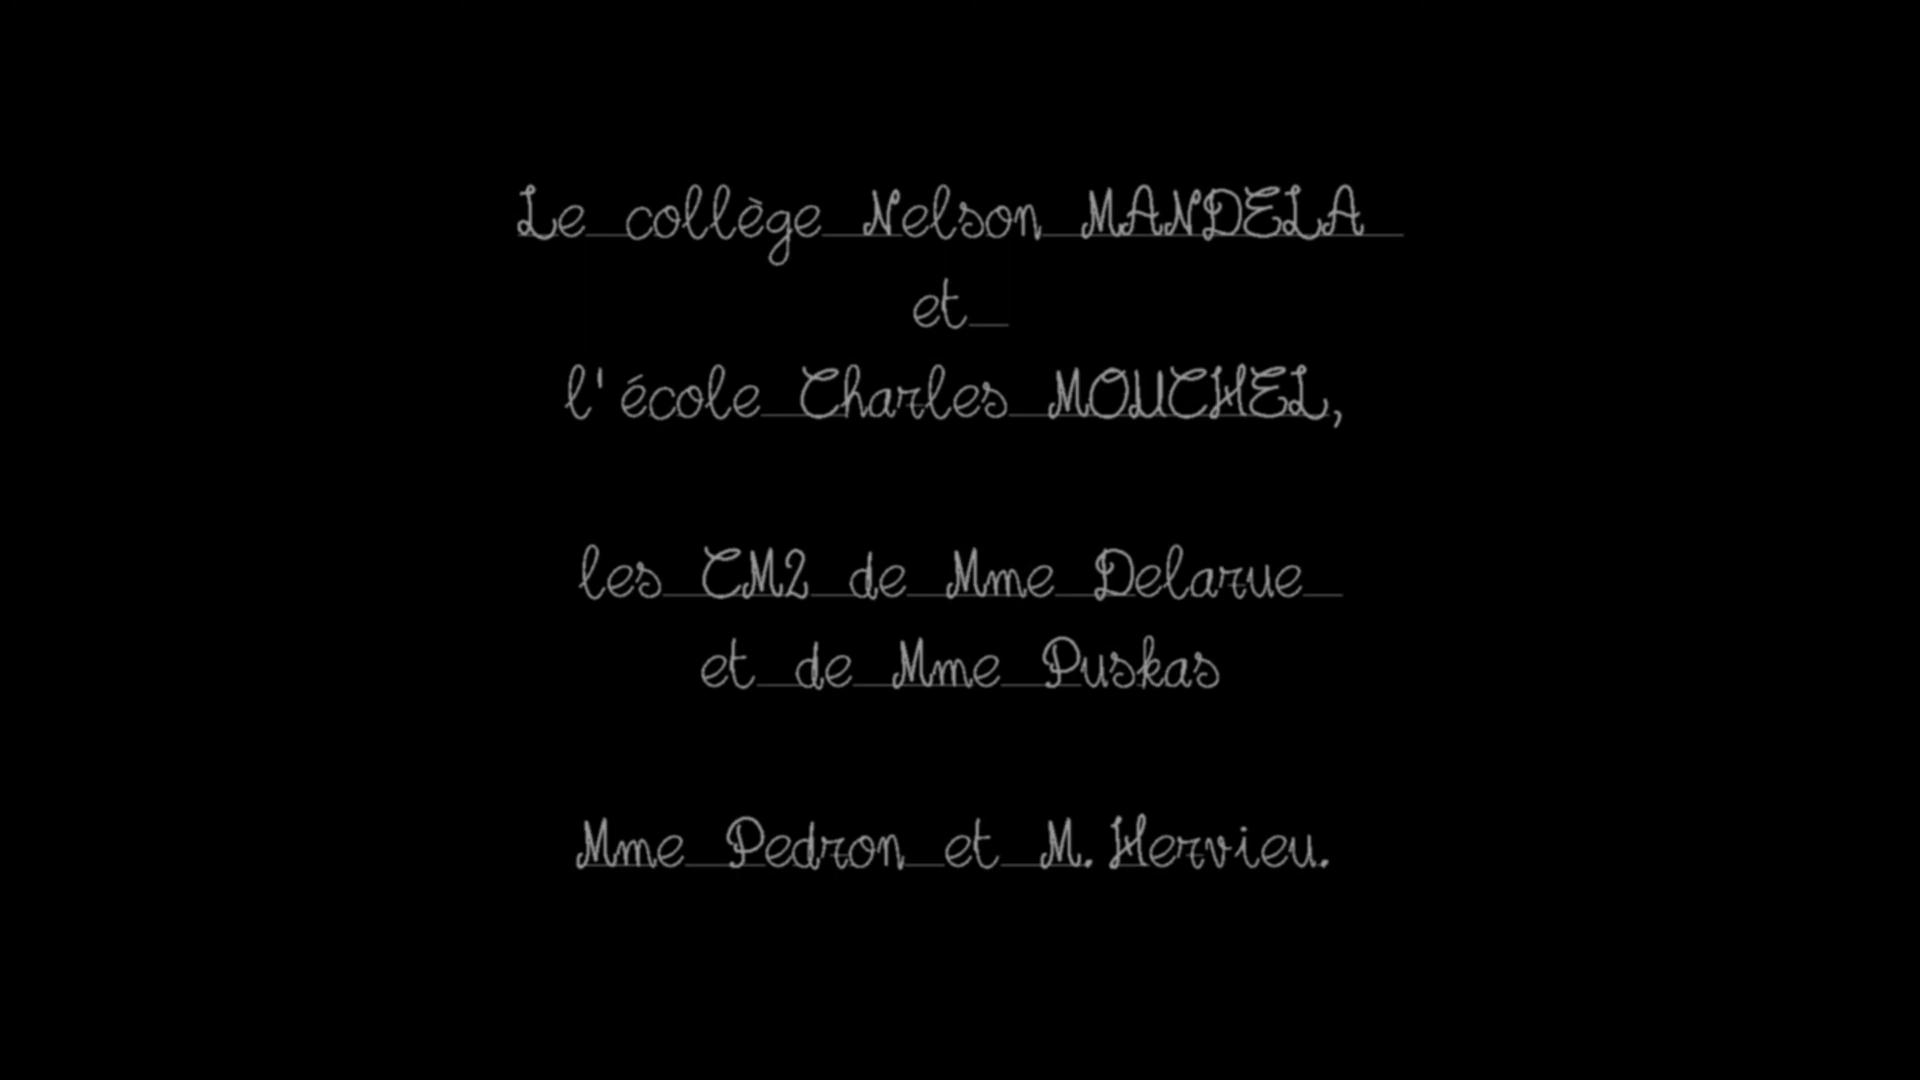 Le collège Nelson MANDELA
et
l'école Charles MOUCHEL,
les CM2 de Mme Delarue
et de Mme Puskas
Mme Pedron et M. Hervieu.